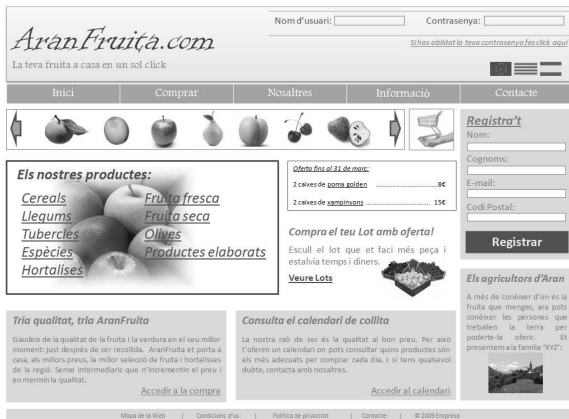 Nom d'usuari:
Contrasenya:
AranFruita.com
La teva fruita a casa en un sol click
Si has oblidat la teva contrasenya fes click aquí
Inici
Comprar
Nosaltres
Informació
Contacte
Registra't
Nom:
Cognoms:
E-mail:
Codi Postal:
Registrar
Els nostres productes:
Cereals
Llegums
Tubercles
Espècies
Hortalises
Fruita fresca
Fruita seca
Olives
Productes elaborats
Oferta fins al 31 de març:
2 caixes de poma golden ..........................8€
2 caixes de xampinyons ........................... 15€
Compra el teu Lot amb oferta!
Escull el lot que et faci més peça i
estalvia temps i diners.
Veure Lots
Els agricultors d'Aran
A més de conèixer d'on és la
fruita que menges, ara pots
conèixer les persones que
treballen la terra per
poderte-la oferir. Et
presentem a la família "XYZ":
Tria qualitat, tria AranFruita
Gaudeix de la qualitat de la fruita i la verdura en el seu millor
moment: just després de ser recollida. AranFruita et porta a
casa, als millors preus, la millor selecció de fruita i hortalisses
de la regió. Sense intermediaris que n'incrementin el preu i
en mermin la qualitat.
Accedir a la compra
Consulta el calendari de collita
La nostra raó de ser és la qualitat al bon preu. Per això
t'oferim un calendari on pots consultar quins productes són
els més adequats per comprar cada dia. I si tens qualsevol
dubte, contacta amb nosaltres.
Accedir al calendari
Mapa de la Web | Condicions d'us | Política de privacitat | Contacte | © 2009 Empresa